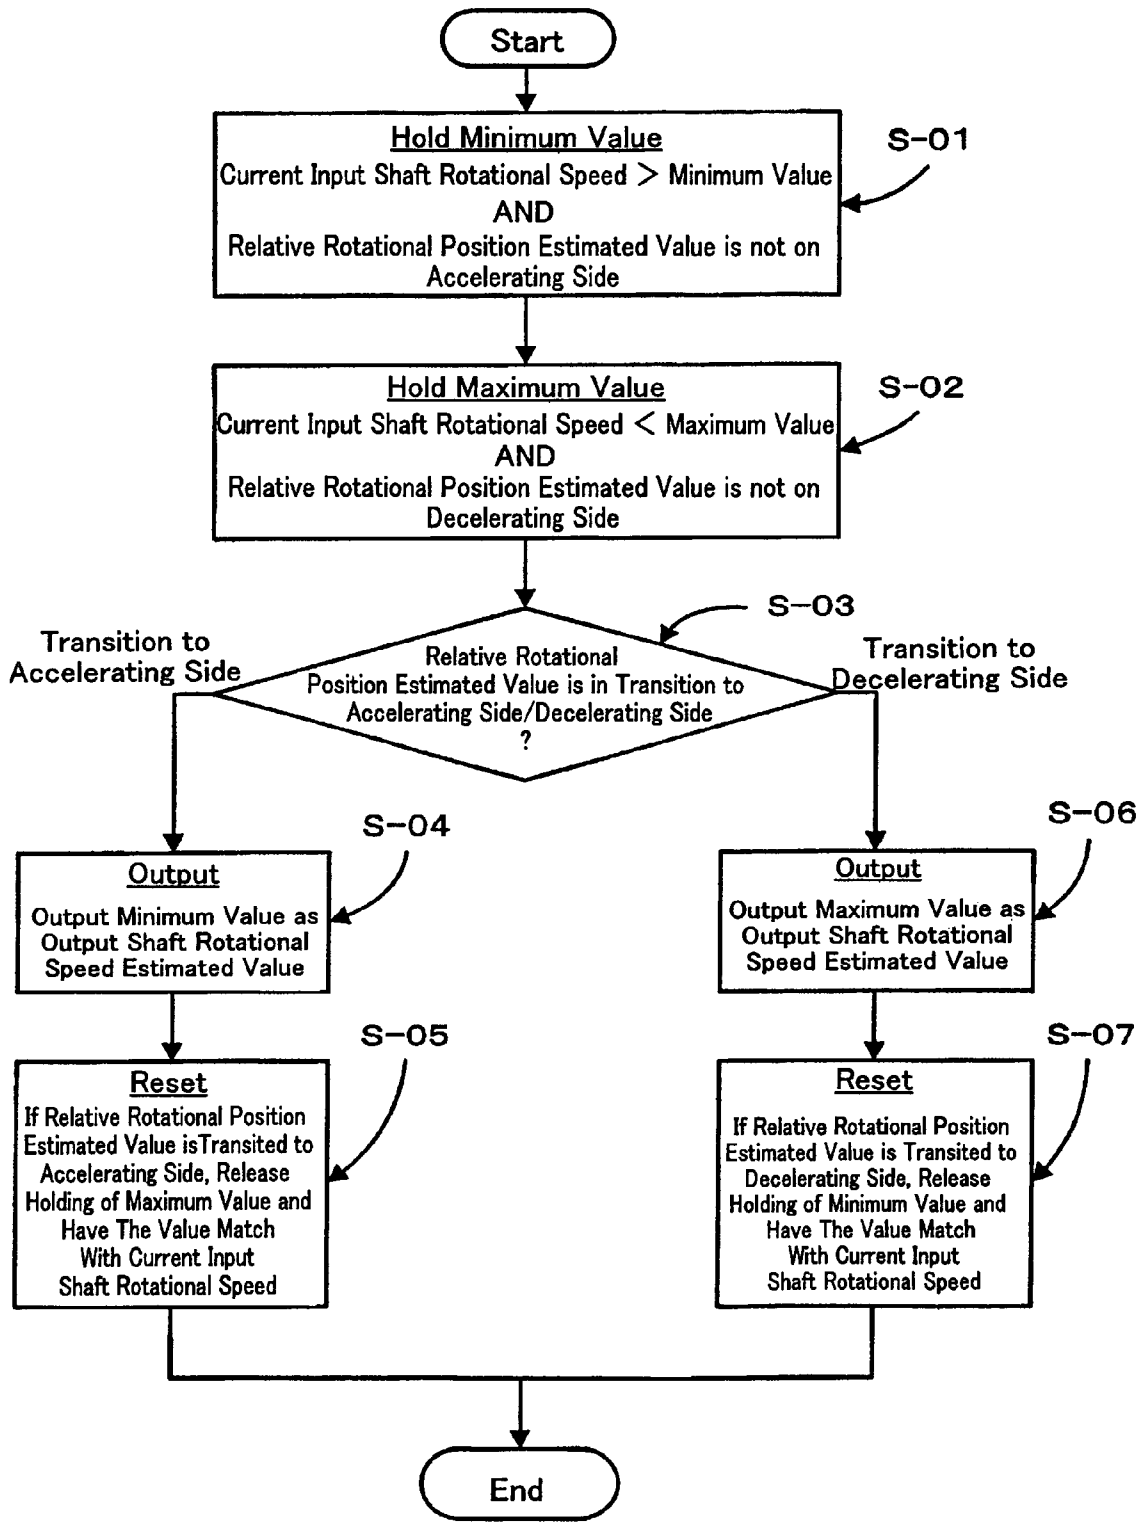 Start
Hold Minimum Value
S-01
Current Input Shaft Rotational Speed > Minimum Value
AND
Relative Rotational Position Estimated Value is not on
Accelerating Side
Hold Maximum Value
S-02
Current Input Shaft Rotational Speed < Maximum Value
AND
Relative Rotational Position Estimated Value is not on
Decelerating Side
S-03
Transition to
Accelerating Side
Relative Rotational
Position Estimated Value is in Transition to
Accelerating Side/Decelerating Side
?
Transition to
Decelerating Side
S-04
Output
Output Minimum Value as
Output Shaft Rotational
Speed Estimated Value
S-06
Output
Output Maximum Value as
Output Shaft Rotational
Speed Estimated Value
S-05
Reset
If Relative Rotational Position
Estimated Value isTransited to
Accelerating Side, Release
Holding of Maximum Value and
Have The Value Match
With Current Input
Shaft Rotational Speed
S-07
Reset
If Relative Rotational Position
Estimated Value is Transited to
Decelerating Side, Release
Holding of Minimum Value and
Have The Value Match
With Current Input
Shaft Rotational Speed
End